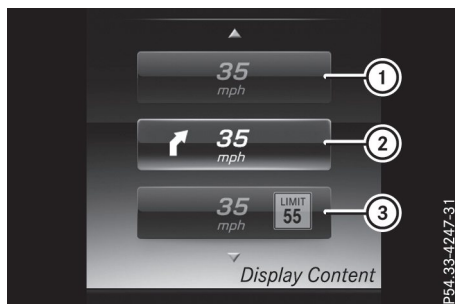 35
mph
1
35
mph
2
35
mph
LIMIT
55
3
Display Content
P54.33-4247-31